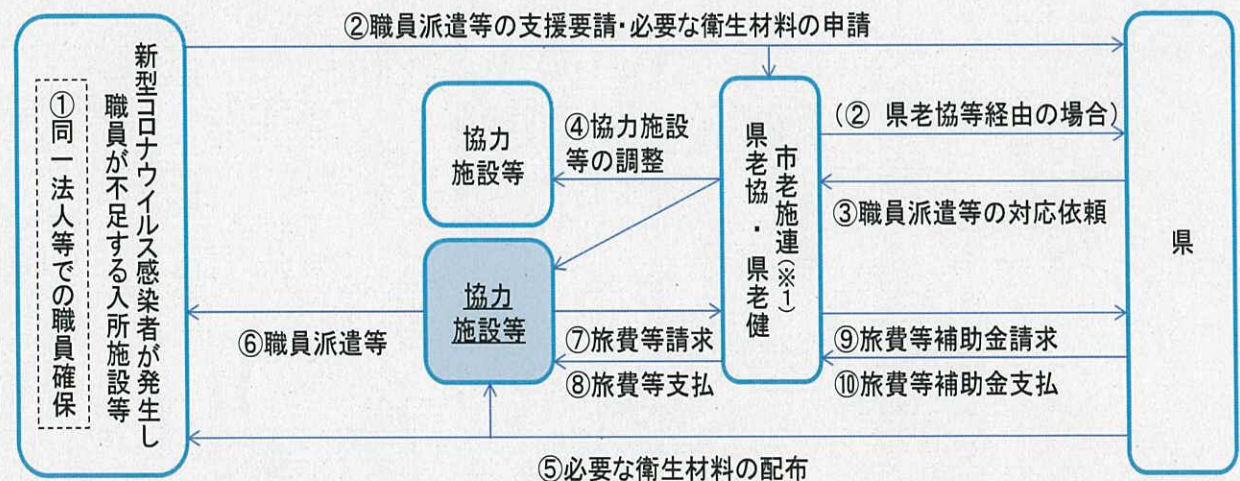 ②職員派遣等の支援要請・必要な衛生材料の申請
新型コロナウイルス感染者が発生し
職員が不足する入所施設等
①同一法人等での職員確保
協力
施設等
④協力施設
等の調整
市老施連(※1)
県老協・県老健
(② 県老協等経由の場合)
③職員派遣等の対応依頼
県
協力
施設等
⑥職員派遣等
⑦旅費等請求
⑧旅費等支払
⑨旅費等補助金請求
⑩旅費等補助金支払
⑤必要な衛生材料の配布